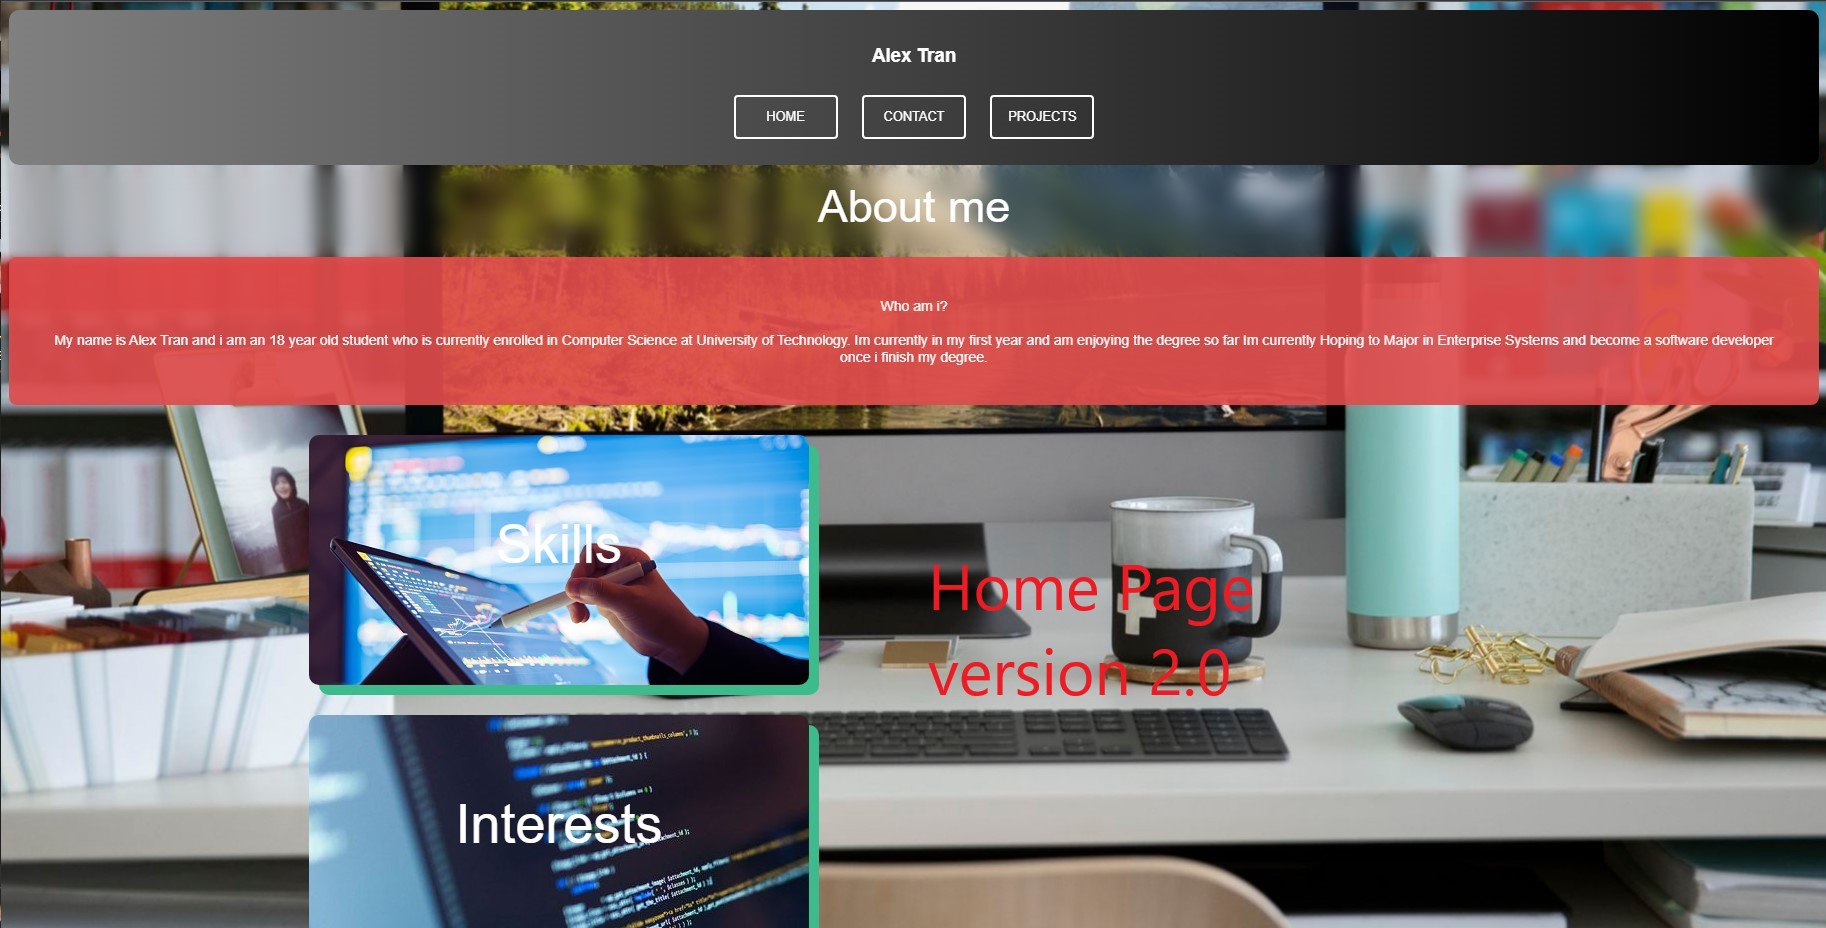 Alex Tran
HOME
CONTACT
PROJECTS
About me
Who am i?
My name is Alex Tran and i am an 18 year old student who is currently enrolled in Computer Science at University of Technology. Im currently in my first year and am enjoying the degree so far Im currently Hoping to Major in Enterprise Systems and become a software developer
once i finish my degree.
Skills
Home Page
version 2.0
Interests